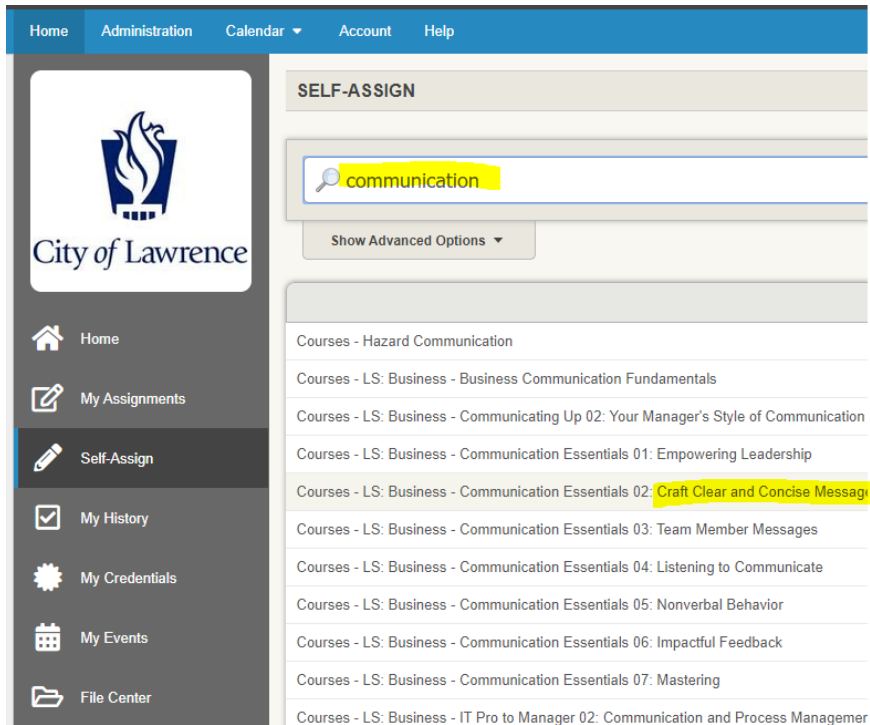 Home Administration Calendar Account Help
City of Lawrence
Home
My Assignments
Self-Assign
My History
My Credentials
My Events
File Center
SELF-ASSIGN
communication
Show Advanced Options
Courses - Hazard Communication
Courses - LS: Business - Business Communication Fundamentals
Courses - LS: Business - Communicating Up 02: Your Manager's Style of Communication
Courses - LS: Business - Communication Essentials 01: Empowering Leadership
Courses - LS: Business - Communication Essentials 02: Craft Clear and Concise Message
Courses - LS: Business - Communication Essentials 03: Team Member Messages
Courses - LS: Business - Communication Essentials 04: Listening to Communicate
Courses - LS: Business - Communication Essentials 05: Nonverbal Behavior
Courses - LS: Business - Communication Essentials 06: Impactful Feedback
Courses - LS: Business - Communication Essentials 07: Mastering
Courses - LS: Business - IT Pro to Manager 02: Communication and Process Managemer